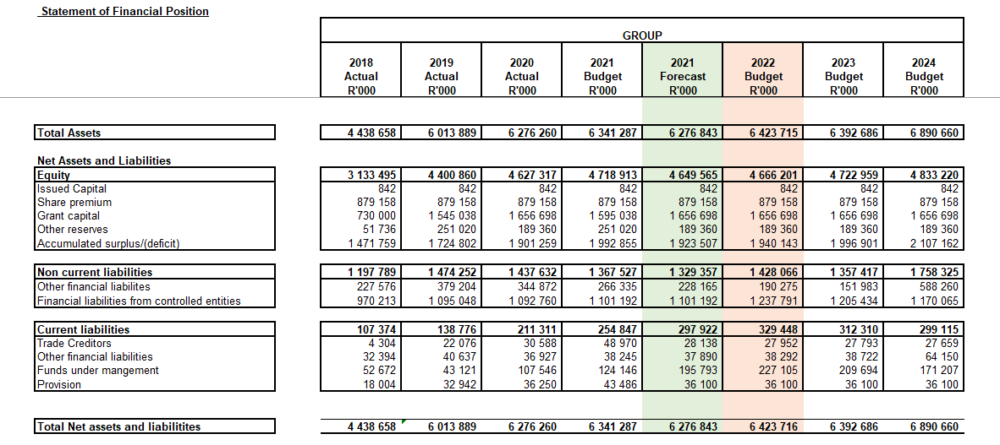 Statement of Financial Position
GROUP
2018 2019 2020 2021 2021 2022 2023 2024
Actual Actual Actual Budget Forecast Budget Budget Budget
R'000 R'000 R'000 R'000 R'000 R'000 R'000 R'000
Total Assets 4 438 658 6 013 889 6 276 260 6 341 287 6 276 843 6 423 715 6 392 686 6 890 660
Net Assets and Liabilities
Equity 3 133 495 4 400 860 4 627 317 4 718 913 4 649 565 4 666 201 4 722 959 4 833 220
Issued Capital 842 842 842 842 842 842 842 842
Share premium 879 158 879 158 879 158 879 158 879 158 879 158 879 158 879 158
Grant capital 730 000 1 545 038 1 656 698 1 595 038 1 656 698 1 656 698 1 656 698 1 656 698
Other reserves 51 736 251 020 189 360 251 020 189 360 189 360 189 360 189 360
Accumulated surplus/(deficit) 1 471 759 1 724 802 1 901 259 1 992 855 1 923 507 1 940 143 1 996 901 2 107 162
Non current liabilities 1 197 789 1 474 252 1 437 632 1 367 527 1 329 357 1 428 066 1 357 417 1 758 325
Other financial liabilites 227 576 379 204 344 872 266 335 228 165 190 275 151 983 588 260
Financial liabilities from controlled entities 970 213 1 095 048 1 092 760 1 101 192 1 101 192 1 237 791 1 205 434 1 170 065
Current liabilities 107 374 138 776 211 311 254 847 297 922 329 448 312 310 299 115
Trade Creditors 4 304 22 076 30 588 48 970 28 138 27 952 27 793 27 659
Other financial liabilities 32 394 40 637 36 927 38 245 37 890 38 292 38 722 64 150
Funds under mangement 52 672 43 121 107 546 124 146 195 793 227 105 209 694 171 207
Provision 18 004 32 942 36 250 43 486 36 100 36 100 36 100 36 100
Total Net assets and liabilitites 4 438 658 6 013 889 6 276 260 6 341 287 6 276 843 6 423 716 6 392 686 6 890 660